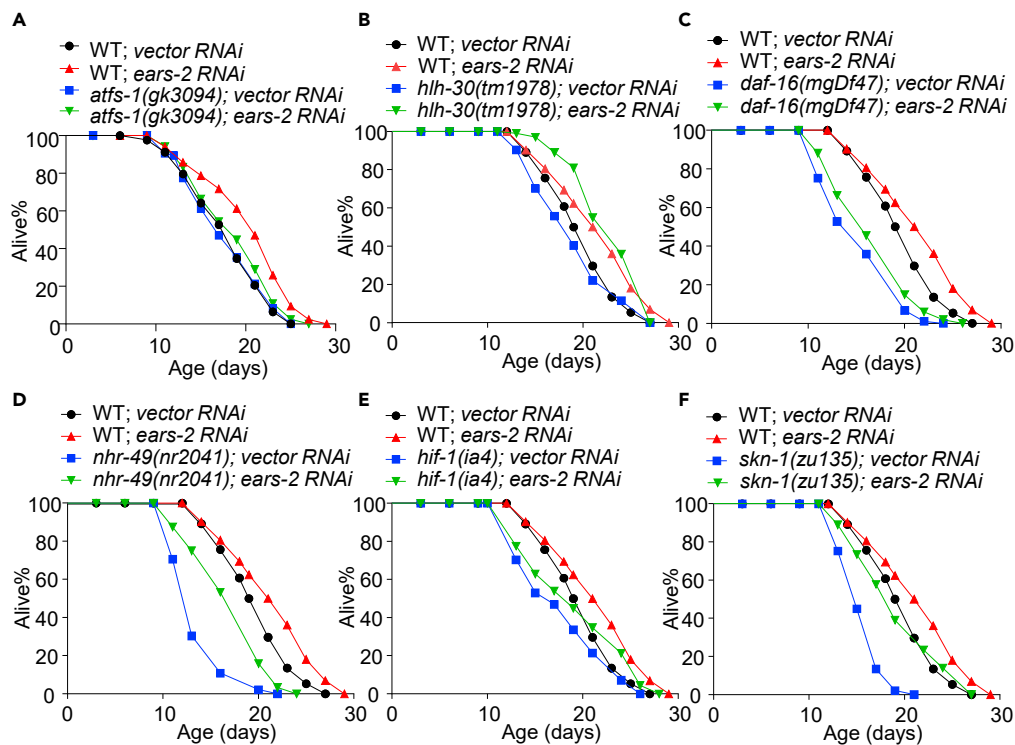 A
WT; vector RNAi
WT; ears-2 RNAi
atfs-1(gk3094); vector RNAi
atfs-1(gk3094); ears-2 RNAi
100
80
60
40
20
0
Alive%
0 10 20 30
Age (days)
B
WT; vector RNAi
WT; ears-2 RNAi
hlh-30(tm1978); vector RNAi
hlh-30(tm1978); ears-2 RNAi
100
80
60
40
20
0
Alive%
0 10 20 30
Age (days)
C
WT; vector RNAi
WT; ears-2 RNAi
daf-16(mgDf47); vector RNAi
daf-16(mgDf47); ears-2 RNAi
100
80
60
40
20
0
Alive%
0 10 20 30
Age (days)
D
WT; vector RNAi
WT; ears-2 RNAi
nhr-49(nr2041); vector RNAi
nhr-49(nr2041); ears-2 RNAi
100
80
60
40
20
0
Alive%
0 10 20 30
Age (days)
E
WT; vector RNAi
WT; ears-2 RNAi
hif-1(ia4); vector RNAi
hif-1(ia4); ears-2 RNAi
100
80
60
40
20
0
Alive%
0 10 20 30
Age (days)
F
WT; vector RNAi
WT; ears-2 RNAi
skn-1(zu135); vector RNAi
skn-1(zu135); ears-2 RNAi
100
80
60
40
20
0
Alive%
0 10 20 30
Age (days)